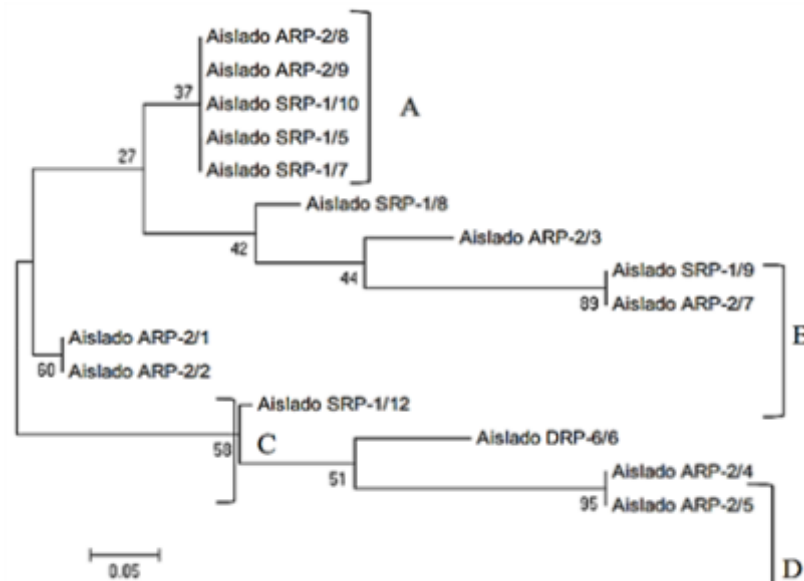 Aislado ARP-2/8
Aislado ARP-2/9
37
Aislado SRP-1/10
A
Aislado SRP-1/5
27
Aislado SRP-1/7
Aislado SRP-1/8
Aislado ARP-2/3
42
44
Aislado SRP-1/9
89
Aislado ARP-2/7
B
Aislado ARP-2/1
60
Aislado ARP-2/2
Aislado SRP-1/12
58
C
Aislado DRP-6/6
51
Aislado ARP-2/4
95
Aislado ARP-2/5
0.05
D